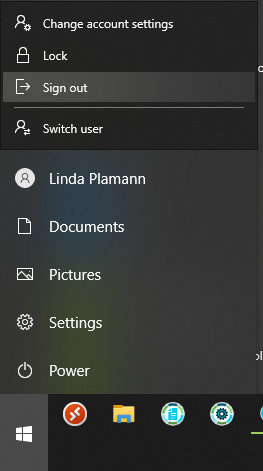 Change account settings
Lock
Sign out
Switch user
Linda Plamann
Documents
Pictures
Settings
Power